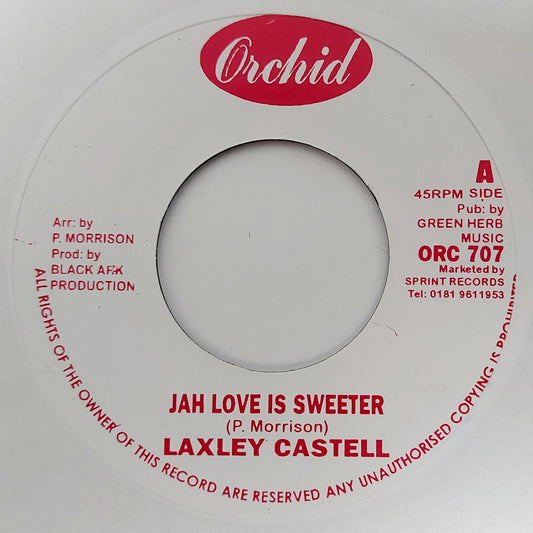 Orchid
A
45RPM SIDE
Pub: by
GREEN HERB
MUSIC
ORC 707
Marketed by
SPRINT RECORDS
Tel: 0181 9611953
Arr: by
P. MORRISON
Prod: by
BLACK ARK
PRODUCTION
JAH LOVE IS SWEETER
(P. Morrison)
LAXLEY CASTELL
ALL RIGHTS OF THE OWNER OF THIS RECORD ARE RESERVED ANY UNAUTHORISED COPYING IS PROHIBITED